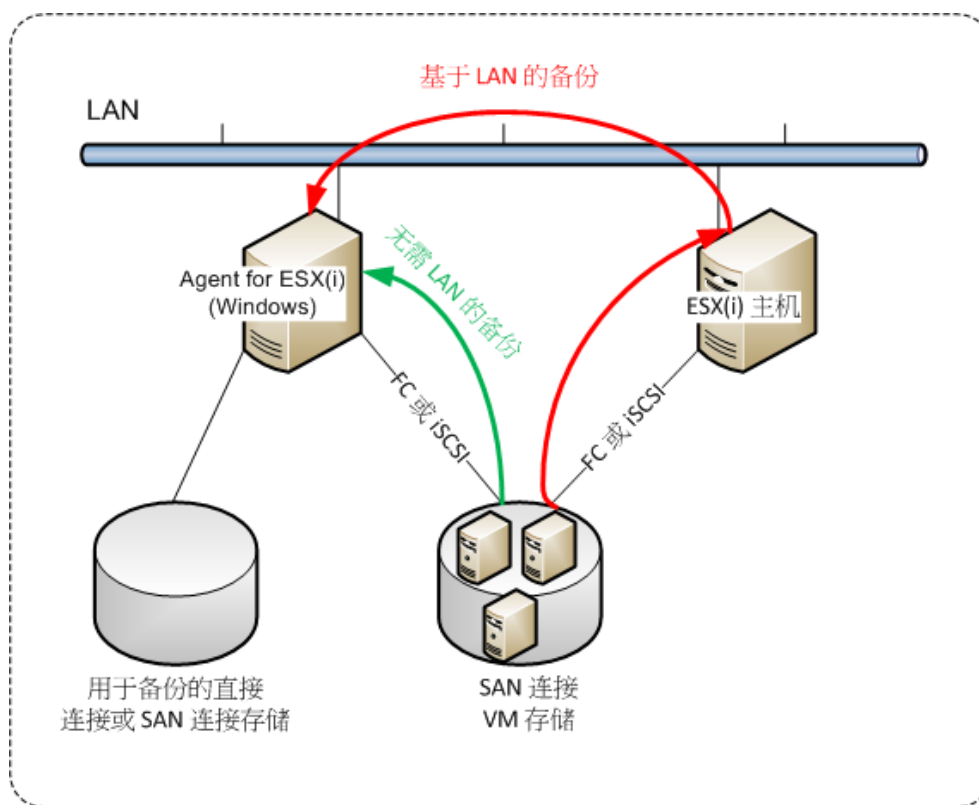 基于 LAN 的备份
LAN
无需 LAN 的备份
Agent for ESX(i)
(Windows)
ESX(i) 主机
FC 或 iSCSI
FC 或 iSCSI
用于备份的直接
连接或 SAN 连接存储
SAN 连接
VM 存储